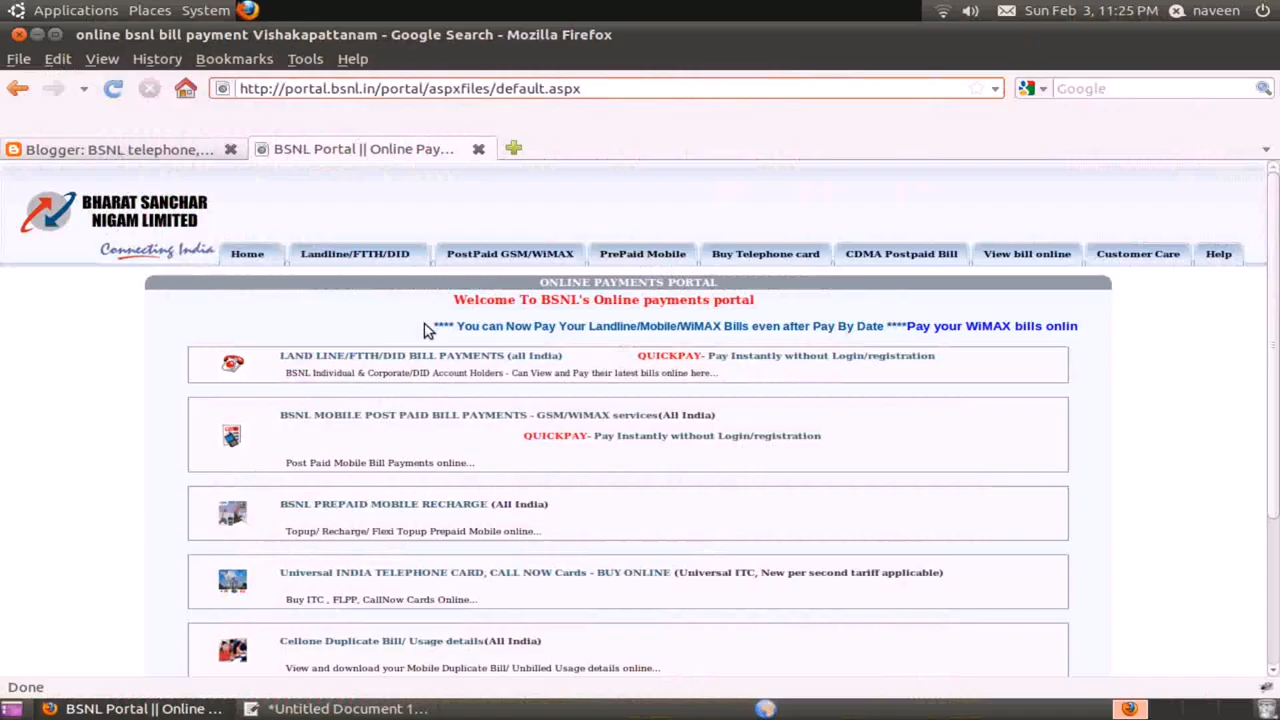 Applications Places System Sun Feb 3, 11:25 PM naveen
online bsnl bill payment Vishakapattanam - Google Search - Mozilla Firefox
File Edit View History Bookmarks Tools Help
http://portal.bsnl.in/portal/aspxfiles/default.aspx Google
Blogger: BSNL telephone,... BSNL Portal || Online Pay...
BHARAT SANCHAR
NIGAM LIMITED
Connecting India
Home Landline/FTTH/DID PostPaid GSM/WiMAX PrePaid Mobile Buy Telephone card CDMA Postpaid Bill View bill online Customer Care Help
ONLINE PAYMENTS PORTAL
Welcome To BSNL's Online payments portal
**** You can Now Pay Your Landline/Mobile/WiMAX Bills even after Pay By Date ****Pay your WiMAX bills onlin
LAND LINE/FTTH/DID BILL PAYMENTS (all India) QUICKPAY- Pay Instantly without Login/registration
BSNL Individual & Corporate/DID Account Holders - Can View and Pay their latest bills online here...
BSNL MOBILE POST PAID BILL PAYMENTS - GSM/WiMAX services(All India)
QUICKPAY- Pay Instantly without Login/registration
Post Paid Mobile Bill Payments online...
BSNL PREPAID MOBILE RECHARGE (All India)
Topup/ Recharge/ Flexi Topup Prepaid Mobile online...
Universal INDIA TELEPHONE CARD, CALL NOW Cards - BUY ONLINE (Universal ITC, New per second tariff applicable)
Buy ITC , FLPP, CallNow Cards Online...
Cellone Duplicate Bill/ Usage details(All India)
View and download your Mobile Duplicate Bill/ Unbilled Usage details online...
Done
BSNL Portal || Online ... *Untitled Document 1...